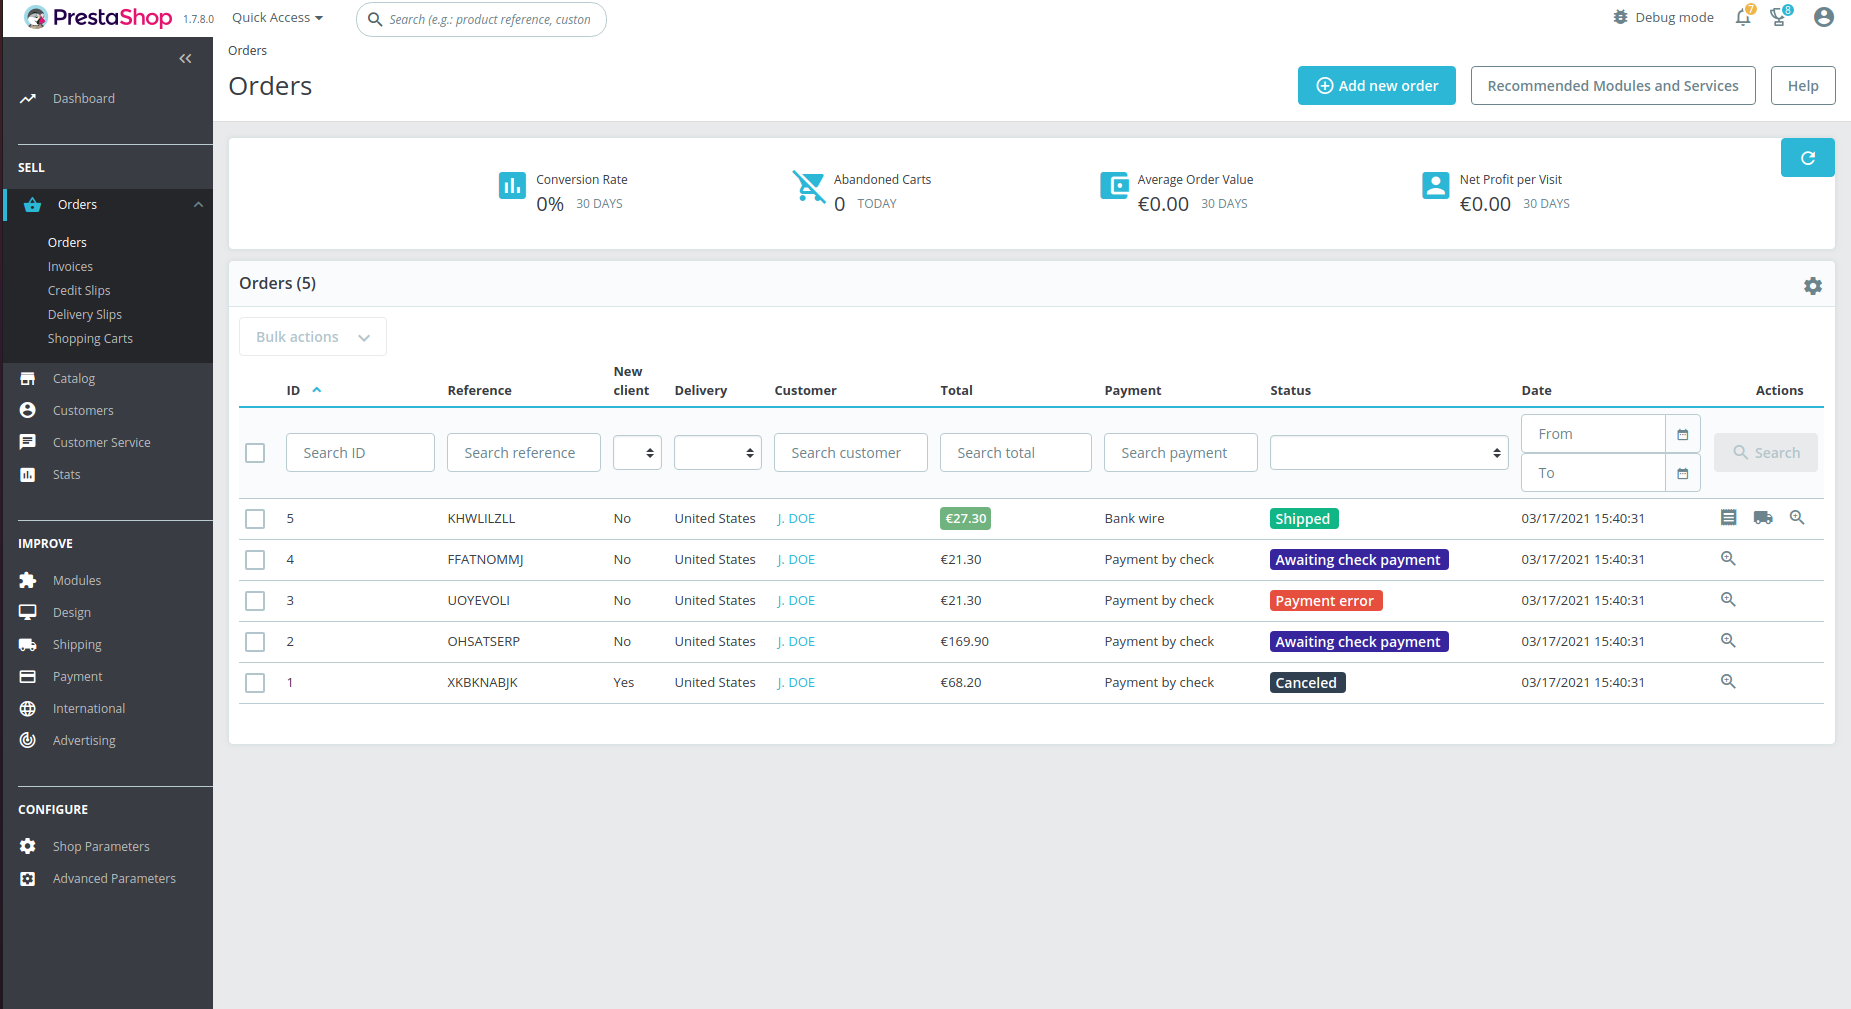 PrestaShop 1.7.8.0 Quick Access Search (e.g.: product reference, custon Debug mode 7 8
Orders
Orders
Add new order Recommended Modules and Services Help
Dashboard
SELL
Orders
Orders
Invoices
Credit Slips
Delivery Slips
Shopping Carts
Catalog
Customers
Customer Service
Stats
IMPROVE
Modules
Design
Shipping
Payment
International
Advertising
CONFIGURE
Shop Parameters
Advanced Parameters
Conversion Rate
0% 30 DAYS
Abandoned Carts
0 TODAY
Average Order Value
€0.00 30 DAYS
Net Profit per Visit
€0.00 30 DAYS
Orders (5)
Bulk actions
ID Reference New client Delivery Customer Total Payment Status Date Actions
Search ID Search reference Search customer Search total Search payment From Search
To
5 KHWLILZLL No United States J. DOE €27.30 Bank wire Shipped 03/17/2021 15:40:31
4 FFATNOMMJ No United States J. DOE €21.30 Payment by check Awaiting check payment 03/17/2021 15:40:31
3 UOYEVOLI No United States J. DOE €21.30 Payment by check Payment error 03/17/2021 15:40:31
2 OHSATSERP No United States J. DOE €169.90 Payment by check Awaiting check payment 03/17/2021 15:40:31
1 XKBKNABJK Yes United States J. DOE €68.20 Payment by check Canceled 03/17/2021 15:40:31